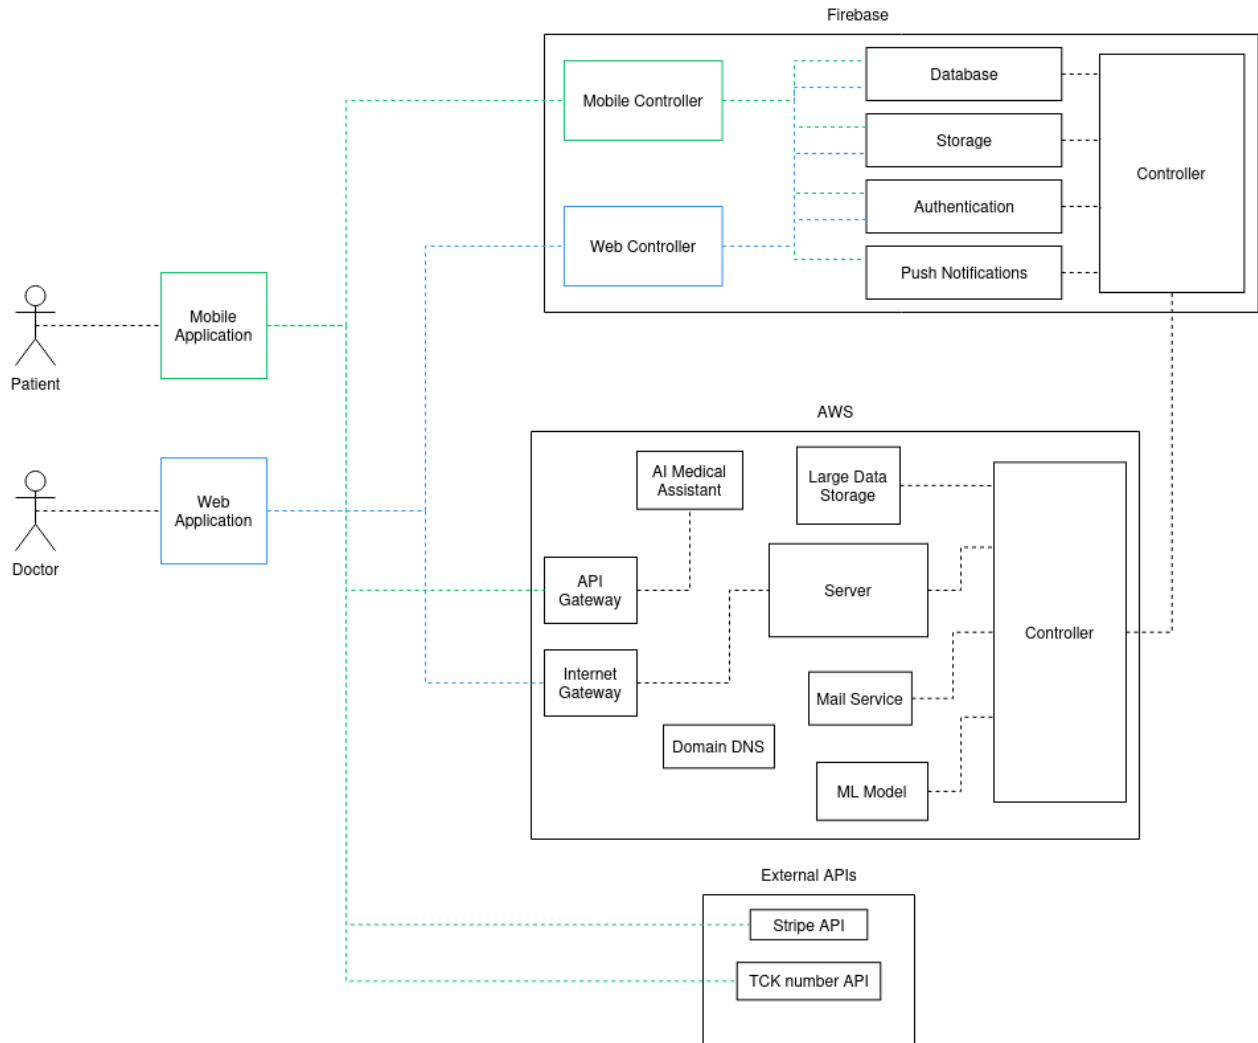 Firebase
Mobile Controller
Database
Storage
Controller
Authentication
Web Controller
Push Notifications
Mobile
Application
Patient
AWS
AI Medical
Assistant
Large Data
Storage
Web
Application
Doctor
API
Gateway
Server
Controller
Internet
Gateway
Mail Service
Domain DNS
ML Model
External APIs
Stripe API
TCK number API